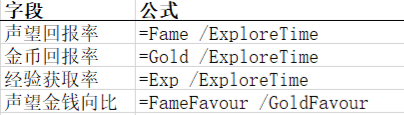 字段 公式
声望回报率 =Fame /ExploreTime
金币回报率 =Gold /ExploreTime
经验获取率 =Exp /ExploreTime
声望金钱向比 =FameFavour /GoldFavour